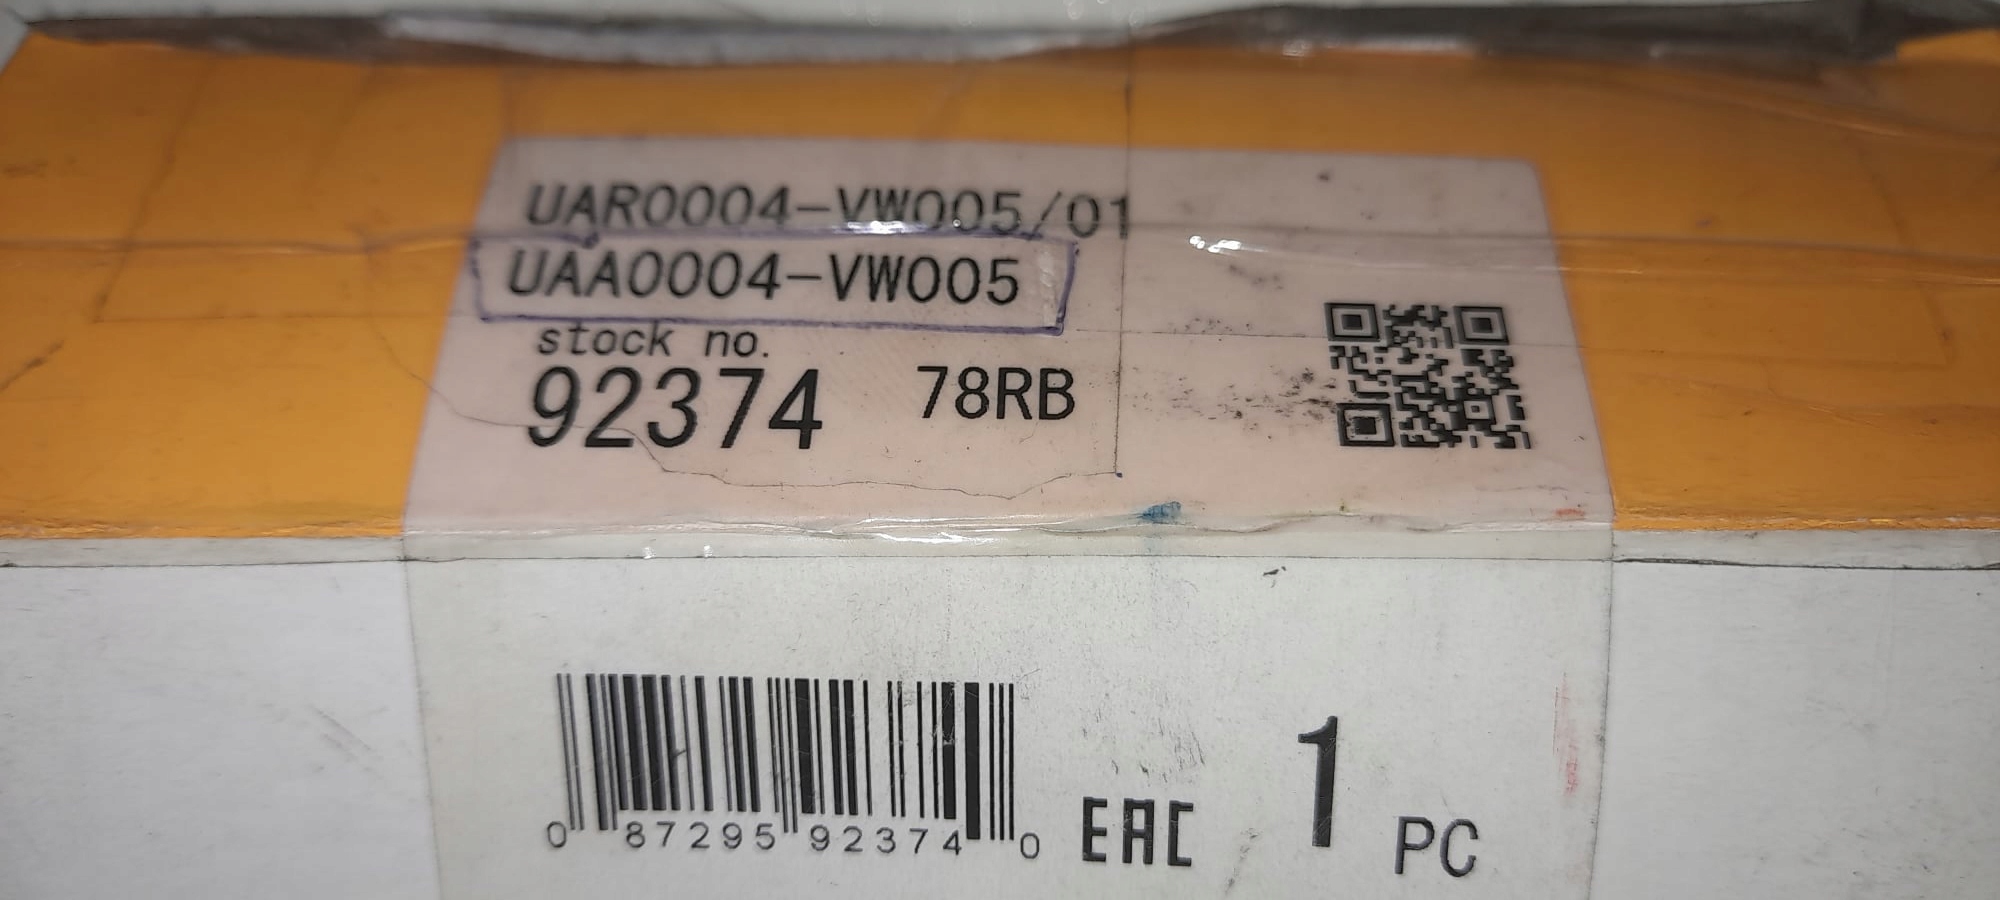 UAR0004-VW005/01
UAA0004-VW005
stock no.
92374 78RB
0 87295 92374 0
EAC
1 PC